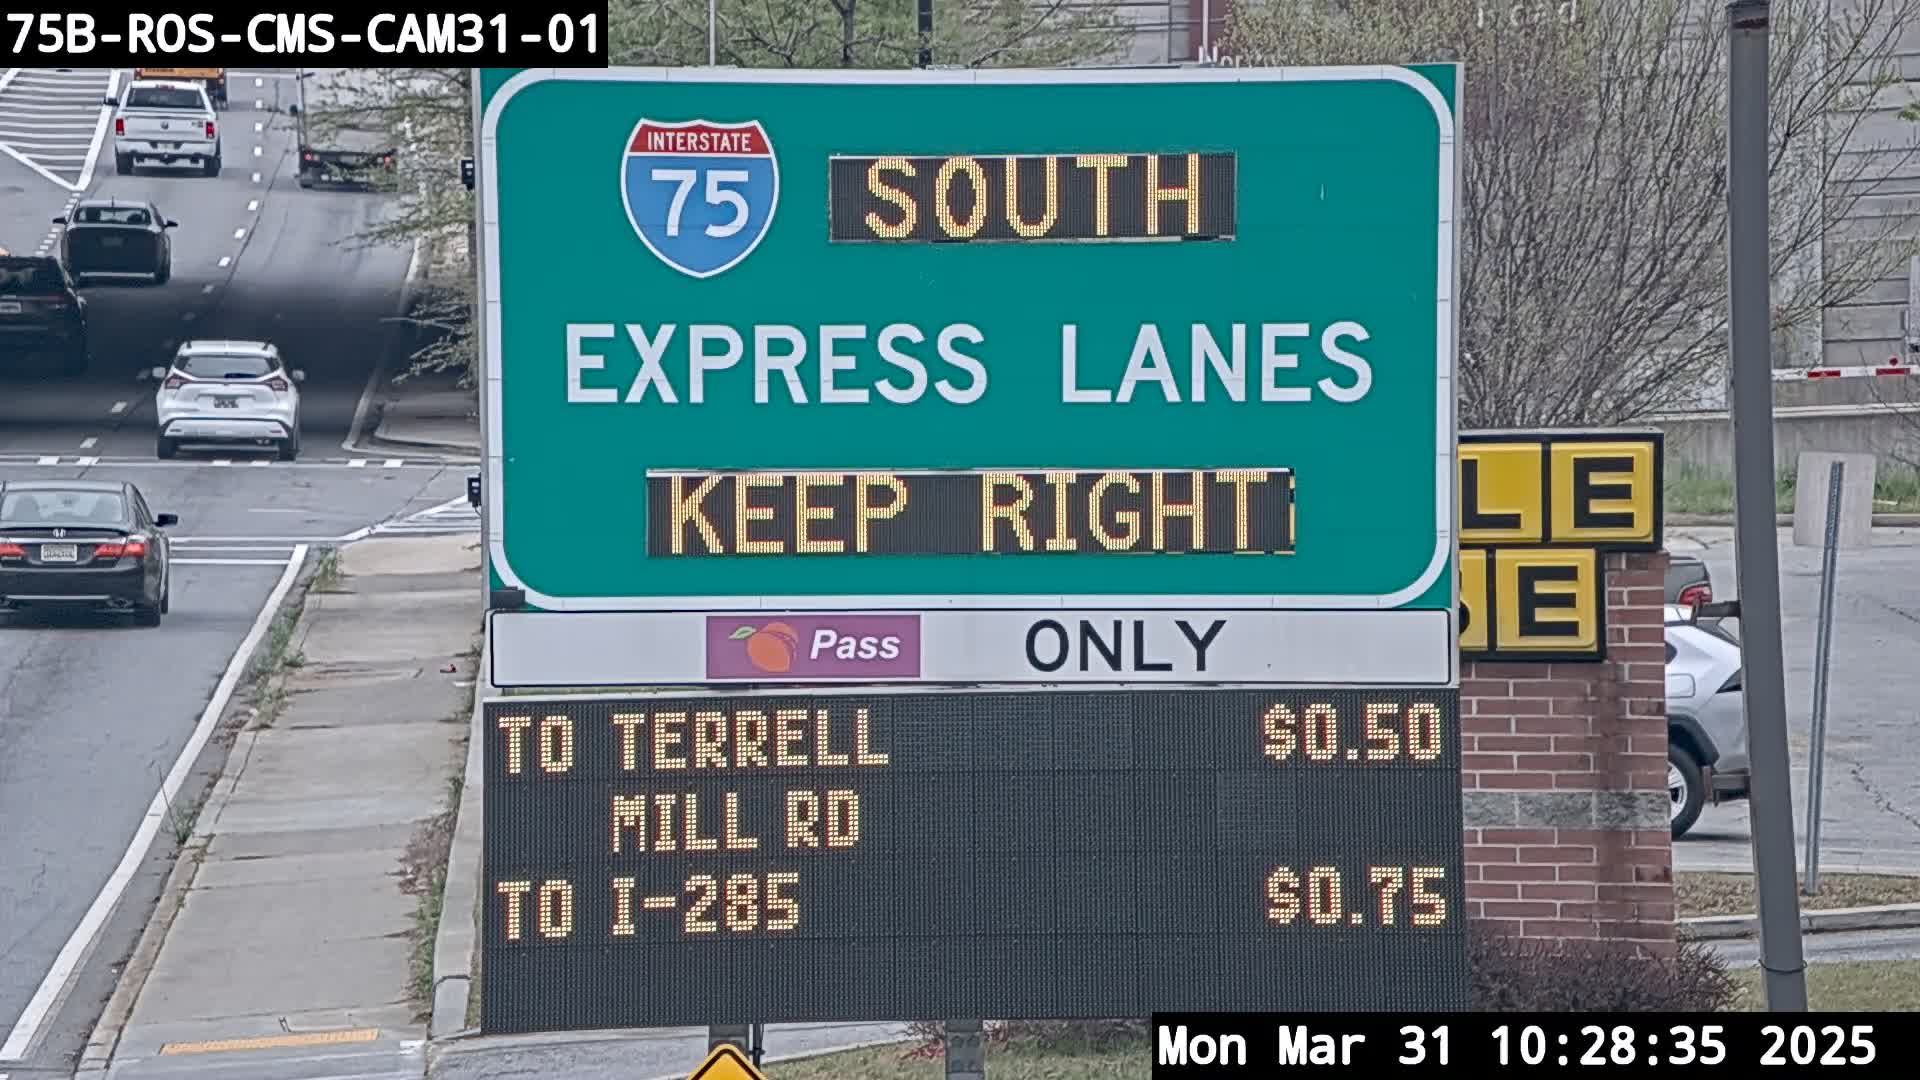 75B-ROS-CMS-CAM31-01
INTERSTATE
75
SOUTH
EXPRESS LANES
KEEP RIGHT
Pass ONLY
TO TERRELL $0.50
MILL RD
TO I-285 $0.75
LE
E
Mon Mar 31 10:28:35 2025